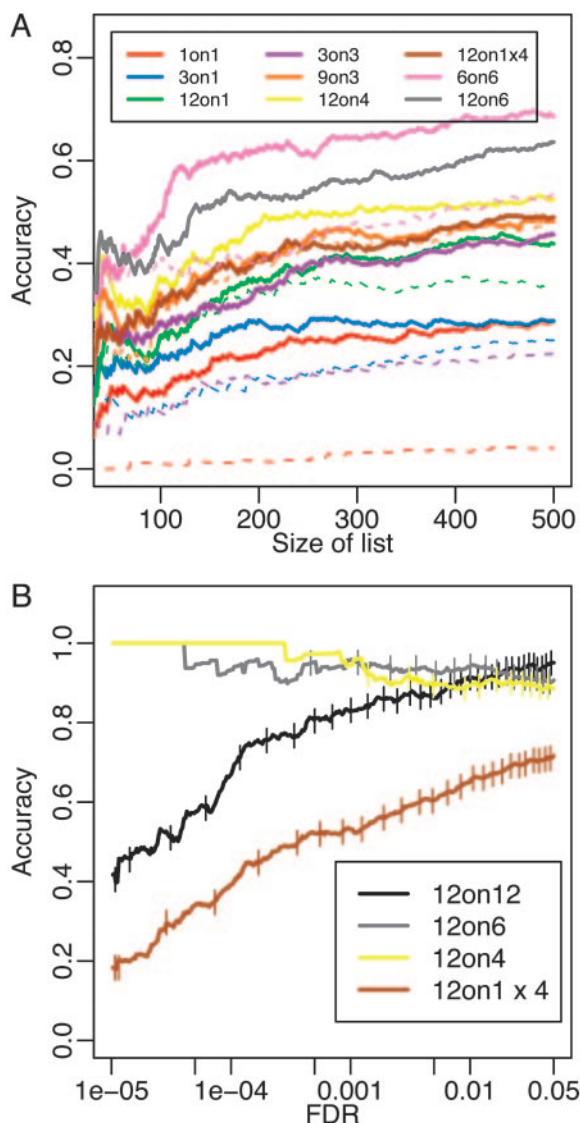 A
1on1 3on3 12on1x4
3on1 9on3 6on6
12on1 12on4 12on6
Accuracy
0.8
0.6
0.4
0.2
0.0
100 200 300 400 500
Size of list
B
Accuracy
1.0
0.8
0.6
0.4
0.2
0.0
12on12
12on6
12on4
12on1 x 4
1e-05 1e-04 0.001 0.01 0.05
FDR